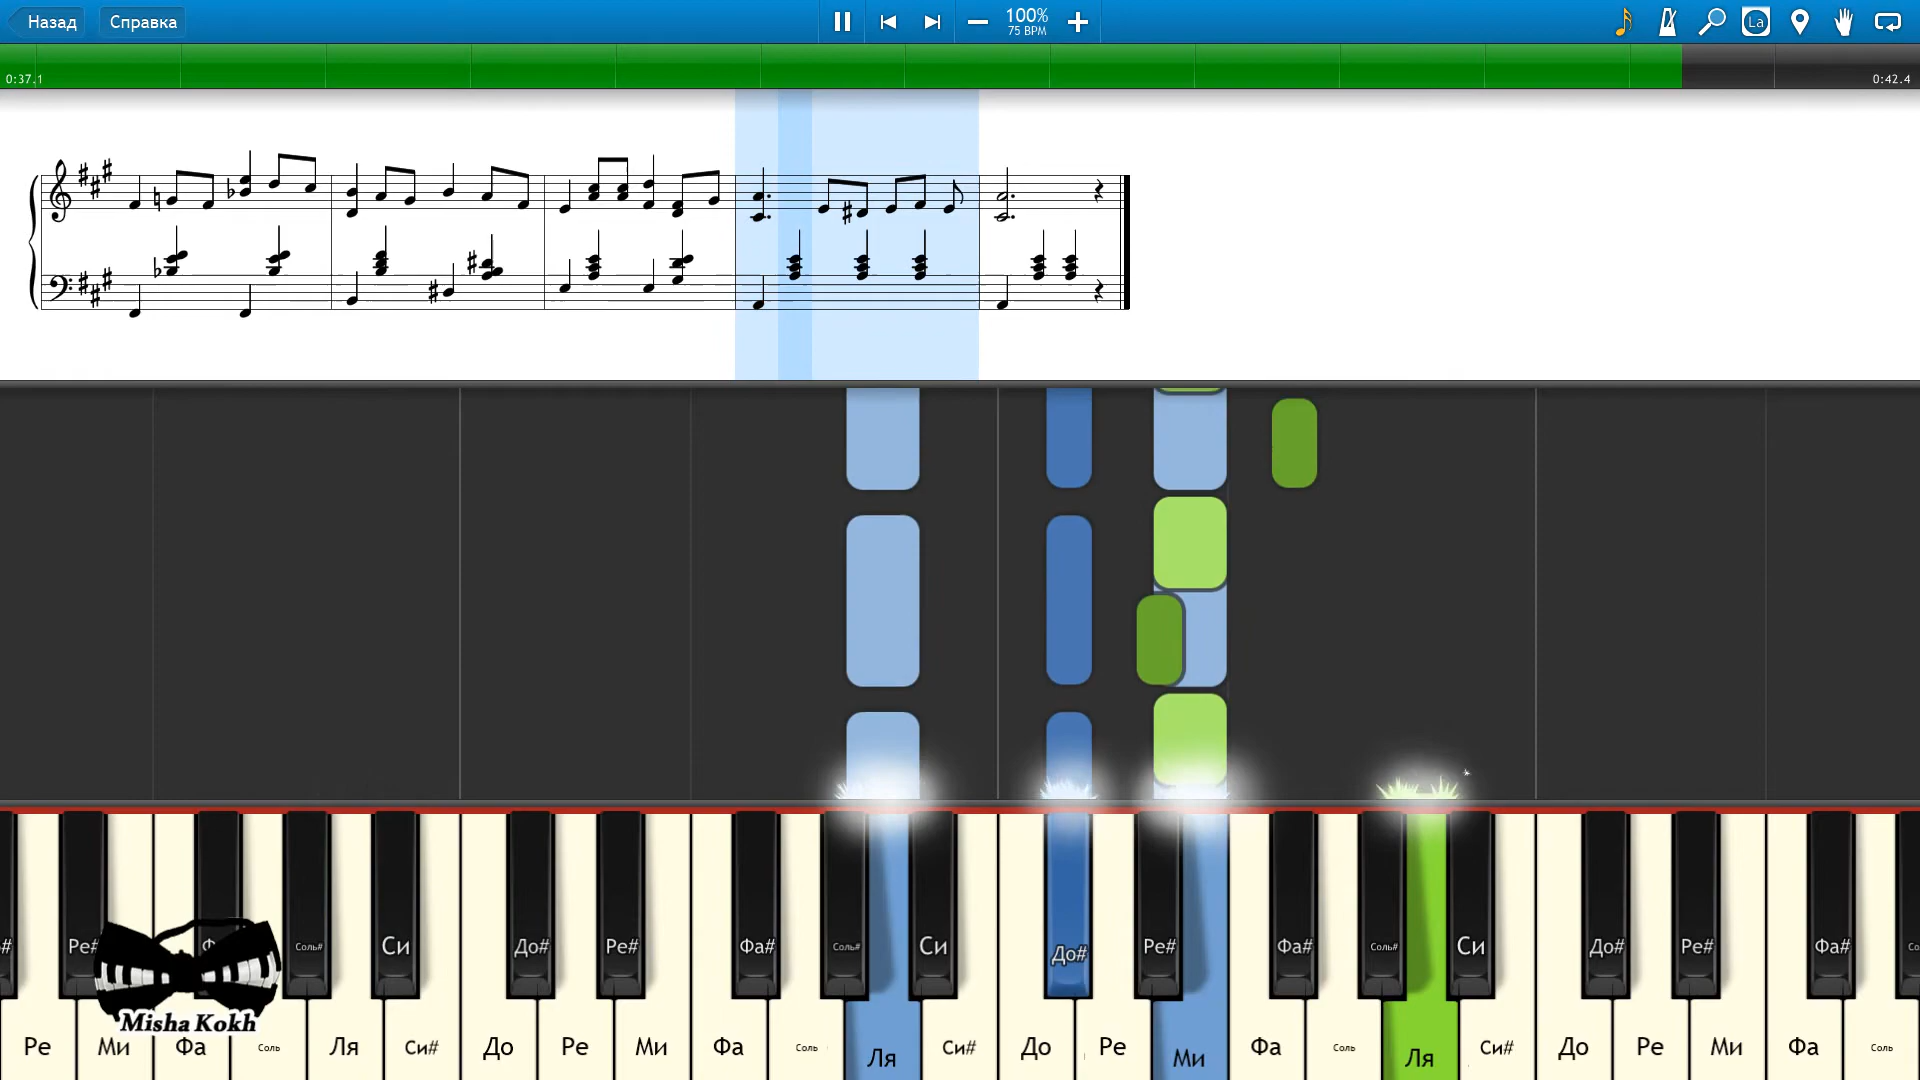 Назад Справка 100% La
75 BPM
0:37.1 0:42.4
Ре# Соль# Си До# Ре# Фа# Соль# Си До# Ре# Фа# Соль# Си До# Ре# Фа#
Misha Kokh
Ре Ми Фа Соль Ля Си# До Ре Ми Фа Соль Ля Си# До Ре Ми Фа Соль Ля Си# До Ре Ми Фа Соль